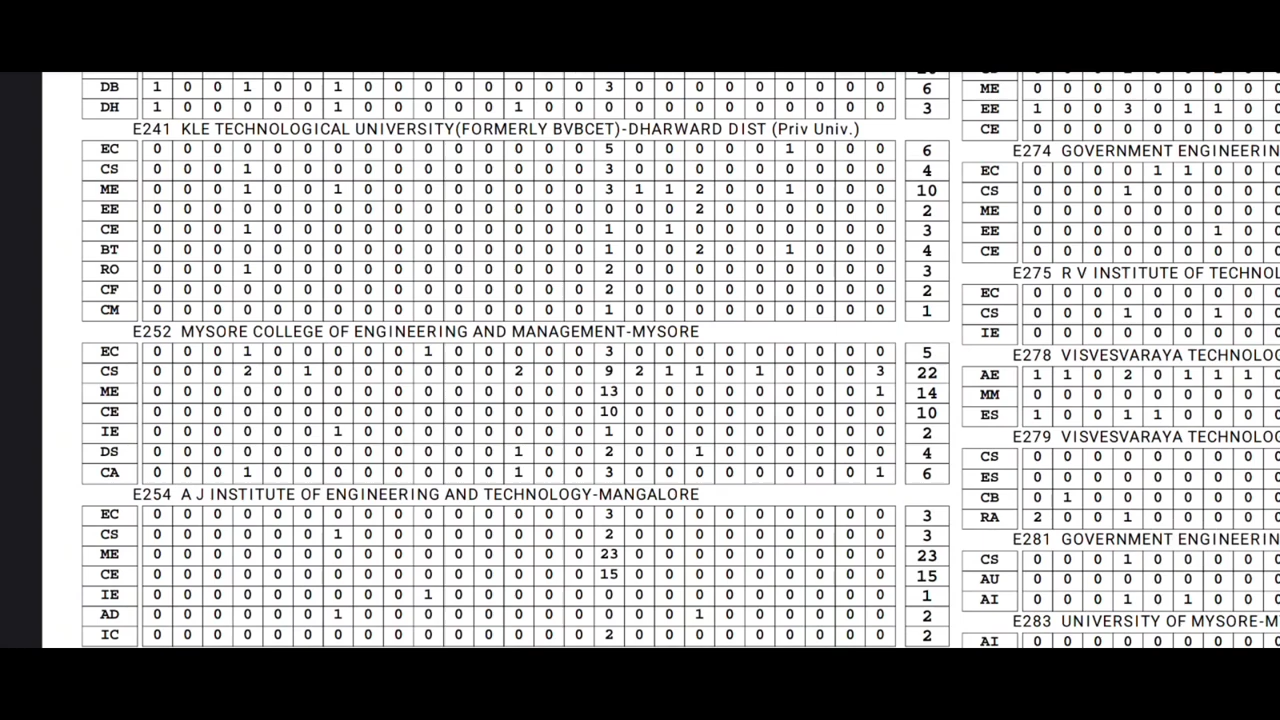 DB 1 0 0 1 0 0 1 0 0 0 0 0 0 0 0 3 0 0 0 0 0 0 0 0 0 6
DH 1 0 0 0 0 0 1 0 0 0 0 0 1 0 0 0 0 0 0 0 0 0 0 0 0 3
E241 KLE TECHNOLOGICAL UNIVERSITY(FORMERLY BVBCET)-DHARWARD DIST (Priv Univ.)
EC 0 0 0 0 0 0 0 0 0 0 0 0 0 0 0 5 0 0 0 0 0 1 0 0 0 6
CS 0 0 0 1 0 0 0 0 0 0 0 0 0 0 0 3 0 0 0 0 0 0 0 0 0 4
ME 0 0 0 1 0 0 1 0 0 0 0 0 0 0 0 3 1 1 2 0 0 1 0 0 0 10
EE 0 0 0 0 0 0 0 0 0 0 0 0 0 0 0 0 0 0 2 0 0 0 0 0 0 2
CE 0 0 0 1 0 0 0 0 0 0 0 0 0 0 0 1 0 1 0 0 0 0 0 0 0 3
BT 0 0 0 0 0 0 0 0 0 0 0 0 0 0 0 1 0 0 2 0 0 1 0 0 0 4
RO 0 0 0 1 0 0 0 0 0 0 0 0 0 0 0 2 0 0 0 0 0 0 0 0 0 3
CF 0 0 0 0 0 0 0 0 0 0 0 0 0 0 0 2 0 0 0 0 0 0 0 0 0 2
CM 0 0 0 0 0 0 0 0 0 0 0 0 0 0 0 1 0 0 0 0 0 0 0 0 0 1
E252 MYSORE COLLEGE OF ENGINEERING AND MANAGEMENT-MYSORE
EC 0 0 0 1 0 0 0 0 0 1 0 0 0 0 0 3 0 0 0 0 0 0 0 0 0 5
CS 0 0 0 2 0 1 0 0 0 0 0 0 2 0 0 9 2 1 1 0 1 0 0 0 3 22
ME 0 0 0 0 0 0 0 0 0 0 0 0 0 0 0 13 0 0 0 0 0 0 0 0 1 14
CE 0 0 0 0 0 0 0 0 0 0 0 0 0 0 0 10 0 0 0 0 0 0 0 0 0 10
IE 0 0 0 0 0 0 1 0 0 0 0 0 0 0 0 1 0 0 0 0 0 0 0 0 0 2
DS 0 0 0 0 0 0 0 0 0 0 0 0 1 0 0 2 0 0 1 0 0 0 0 0 0 4
CA 0 0 0 1 0 0 0 0 0 0 0 0 1 0 0 3 0 0 0 0 0 0 0 0 1 6
E254 A J INSTITUTE OF ENGINEERING AND TECHNOLOGY-MANGALORE
EC 0 0 0 0 0 0 0 0 0 0 0 0 0 0 0 3 0 0 0 0 0 0 0 0 0 3
CS 0 0 0 0 0 0 1 0 0 0 0 0 0 0 0 2 0 0 0 0 0 0 0 0 0 3
ME 0 0 0 0 0 0 0 0 0 0 0 0 0 0 0 23 0 0 0 0 0 0 0 0 0 23
CE 0 0 0 0 0 0 0 0 0 0 0 0 0 0 0 15 0 0 0 0 0 0 0 0 0 15
IE 0 0 0 0 0 0 0 0 0 1 0 0 0 0 0 0 0 0 0 0 0 0 0 0 0 1
AD 0 0 0 0 0 0 1 0 0 0 0 0 0 0 0 0 0 0 1 0 0 0 0 0 0 2
IC 0 0 0 0 0 0 0 0 0 0 0 0 0 0 0 2 0 0 0 0 0 0 0 0 0 2
ME 0 0 0 0 0 0 0 0
EE 1 0 0 3 0 1 1 0
CE 0 0 0 0 0 0 0 0
E274 GOVERNMENT ENGINEERIN
EC 0 0 0 0 1 1 0 0
CS 0 0 0 1 0 0 0 0
ME 0 0 0 0 0 0 0 0
EE 0 0 0 0 0 0 1 0
CE 0 0 0 0 0 0 0 0
E275 R V INSTITUTE OF TECHNOL
EC 0 0 0 0 0 0 0 0
CS 0 0 0 1 0 0 1 0
IE 0 0 0 0 0 0 0 0
E278 VISVESVARAYA TECHNOLO
AE 1 1 0 2 0 1 1 1
MM 0 0 0 0 0 0 0 0
ES 1 0 0 1 1 0 0 0
E279 VISVESVARAYA TECHNOLO
CS 0 0 0 0 0 0 0 0
ES 0 0 0 0 0 0 0 0
CB 0 1 0 0 0 0 0 0
RA 2 0 0 1 0 0 0 0
E281 GOVERNMENT ENGINEERIN
CS 0 0 0 1 0 0 0 0
AU 0 0 0 0 0 0 0 0
AI 0 0 0 1 0 1 0 0
E283 UNIVERSITY OF MYSORE-M
AI 0 0 0 0 0 0 0 0